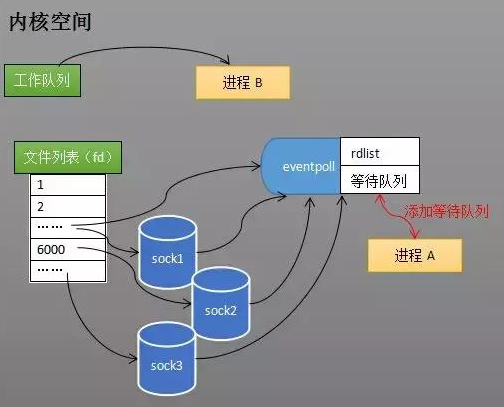 内核空间
工作队列
进程 B
文件列表（fd）
1
2
……
6000
……
eventpoll
rdlist
等待队列
添加等待队列
进程 A
sock1
sock2
sock3